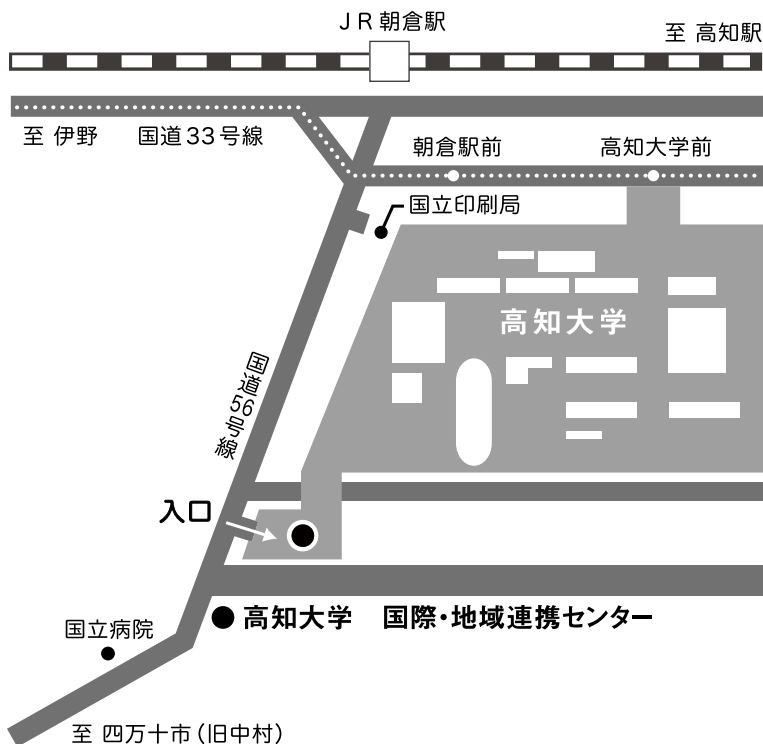 JR朝倉駅
至 高知駅
至 伊野
国道33号線
朝倉駅前
高知大学前
国立印刷局
高知大学
国道56号線
入口
高知大学 国際・地域連携センター
国立病院
至 四万十市（旧中村）